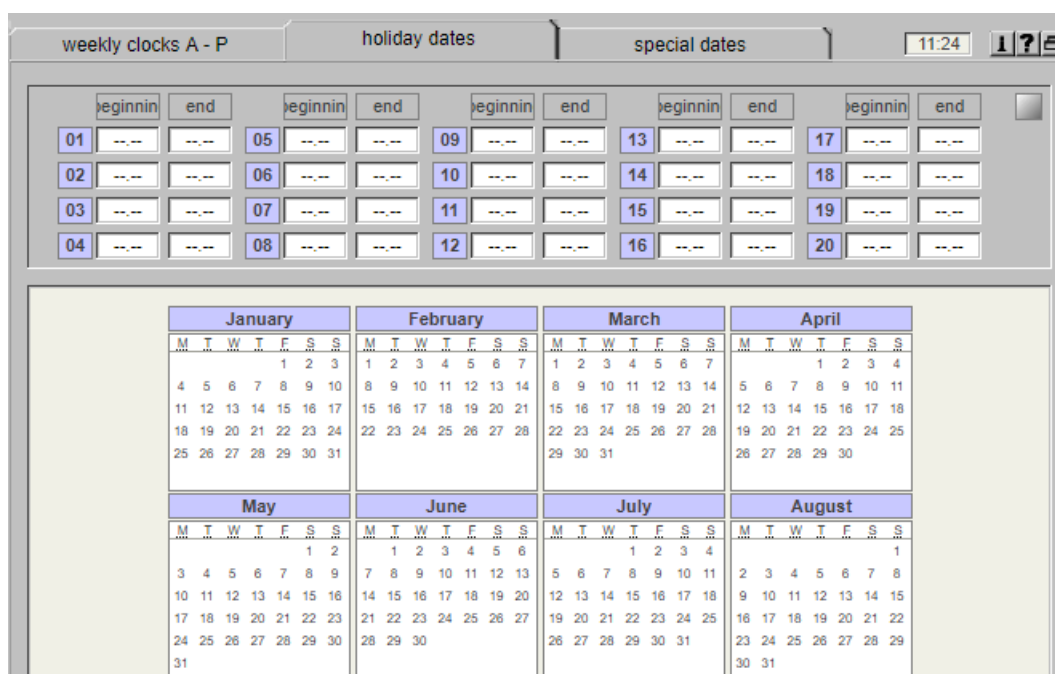 weekly clocks A - P holiday dates special dates 11:24 ?
beginnin end beginnin end beginnin end beginnin end beginnin end
01 --.-- --.-- 05 --.-- --.-- 09 --.-- --.-- 13 --.-- --.-- 17 --.-- --.--
02 --.-- --.-- 06 --.-- --.-- 10 --.-- --.-- 14 --.-- --.-- 18 --.-- --.--
03 --.-- --.-- 07 --.-- --.-- 11 --.-- --.-- 15 --.-- --.-- 19 --.-- --.--
04 --.-- --.-- 08 --.-- --.-- 12 --.-- --.-- 16 --.-- --.-- 20 --.-- --.--
January February March April
M T W T F S S M T W T F S S M T W T F S S M T W T F S S
1 2 3 1 2 3 4 5 6 7 1 2 3 4 5 6 7 1 2 3 4
4 5 6 7 8 9 10 8 9 10 11 12 13 14 8 9 10 11 12 13 14 5 6 7 8 9 10 11
11 12 13 14 15 16 17 15 16 17 18 19 20 21 15 16 17 18 19 20 21 12 13 14 15 16 17 18
18 19 20 21 22 23 24 22 23 24 25 26 27 28 22 23 24 25 26 27 28 19 20 21 22 23 24 25
25 26 27 28 29 30 31 29 30 31 26 27 28 29 30
May June July August
M T W T F S S M T W T F S S M T W T F S S M T W T F S S
1 2 1 2 3 4 5 6 1 2 3 4 1
3 4 5 6 7 8 9 7 8 9 10 11 12 13 5 6 7 8 9 10 11 2 3 4 5 6 7 8
10 11 12 13 14 15 16 14 15 16 17 18 19 20 12 13 14 15 16 17 18 9 10 11 12 13 14 15
17 18 19 20 21 22 23 21 22 23 24 25 26 27 19 20 21 22 23 24 25 16 17 18 19 20 21 22
24 25 26 27 28 29 30 28 29 30 26 27 28 29 30 31 23 24 25 26 27 28 29
31 30 31